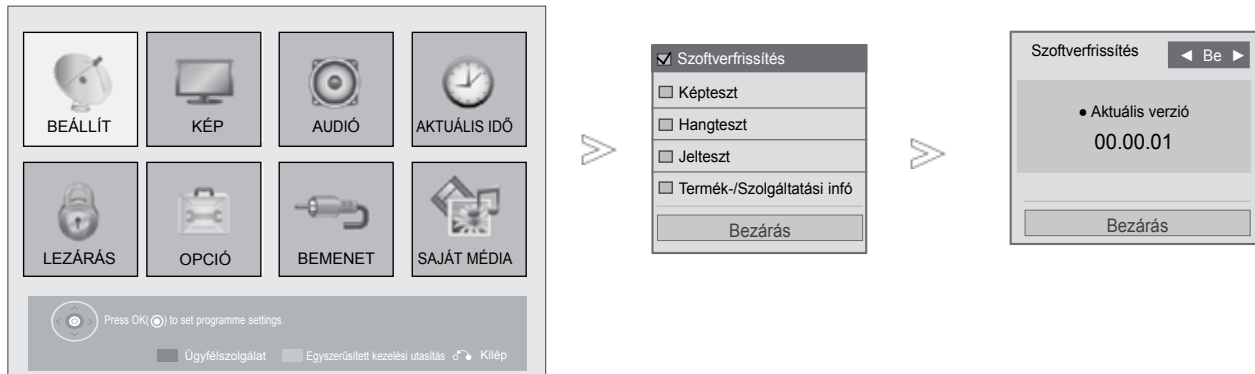 BEÁLLÍT
KÉP
AUDIÓ
AKTUÁLIS IDŐ
LEZÁRÁS
OPCIÓ
BEMENET
SAJÁT MÉDIA
Press OK(◉) to set programme settings.
Ügyfélszolgálat Egyszerűsített kezelési utasítás Kilép
Szoftverfrissítés
Képteszt
Hangteszt
Jelteszt
Termék-/Szolgáltatási infó
Bezárás
Szoftverfrissítés ◄ Be ►
● Aktuális verzió
00.00.01
Bezárás